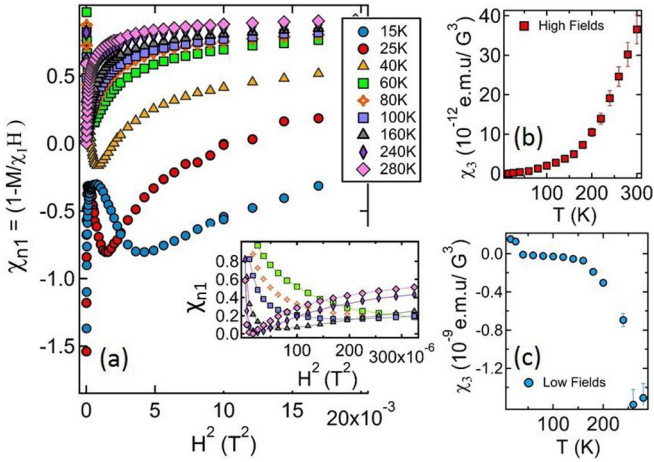 χn1 = (1-M/χ1H )
0.5
0.0
-0.5
-1.0
-1.5
(a)
0
5
10
15
20x10-3
H2 (T2)
15K
25K
40K
60K
80K
100K
160K
240K
280K
χn1
0.8
0.6
0.4
0.2
0.0
100
200
300x10-6
H2 (T2)
χ3 (10-12 e.m.u/ G3)
40
30
20
10
0
High Fields
(b)
100
200
300
T (K)
χ3 (10-9 e.m.u/ G3)
0.0
-0.4
-0.8
-1.2
(c)
Low Fields
100
200
T (K)